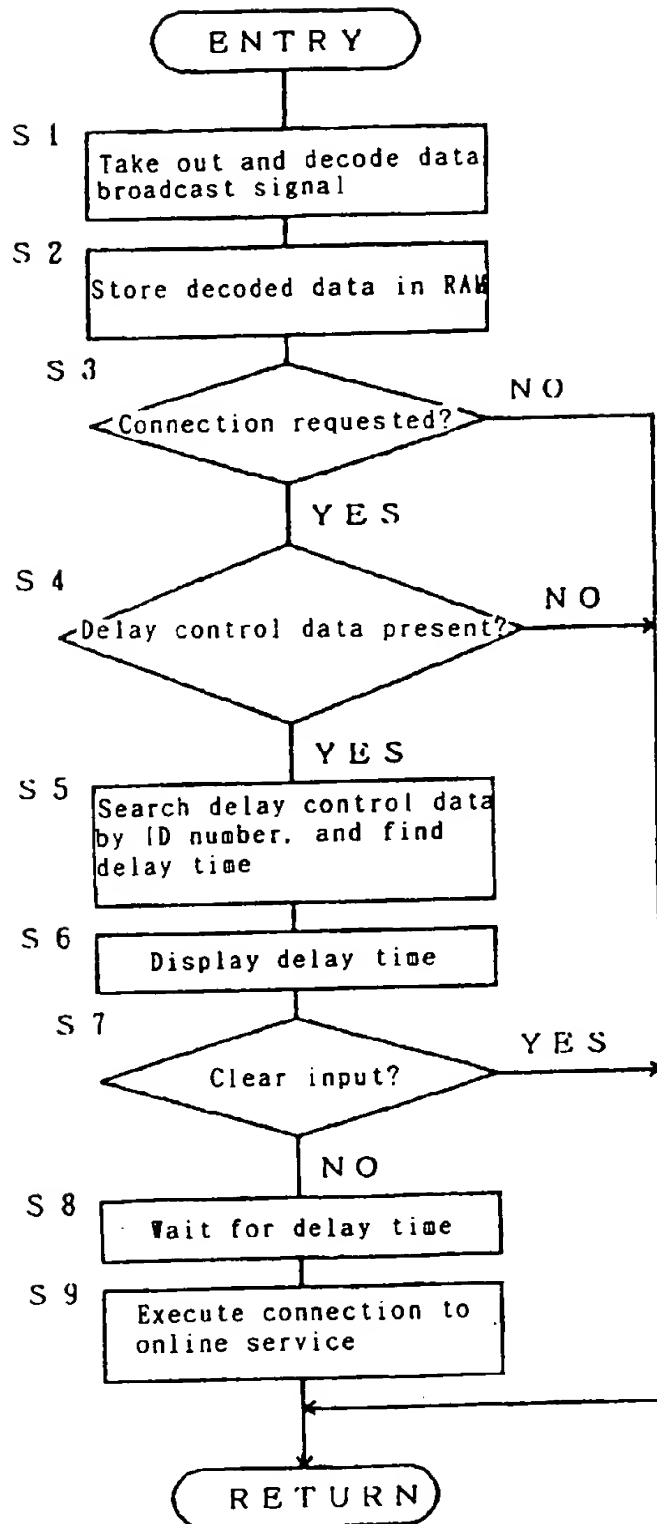 ENTRY
S 1
Take out and decode data
broadcast signal
S 2
Store decoded data in RAM
S 3
Connection requested?
NO
YES
S 4
Delay control data present?
NO
YES
S 5
Search delay control data
by ID number, and find
delay time
S 6
Display delay time
S 7
Clear input?
YES
NO
S 8
Wait for delay time
S 9
Execute connection to
online service
RETURN